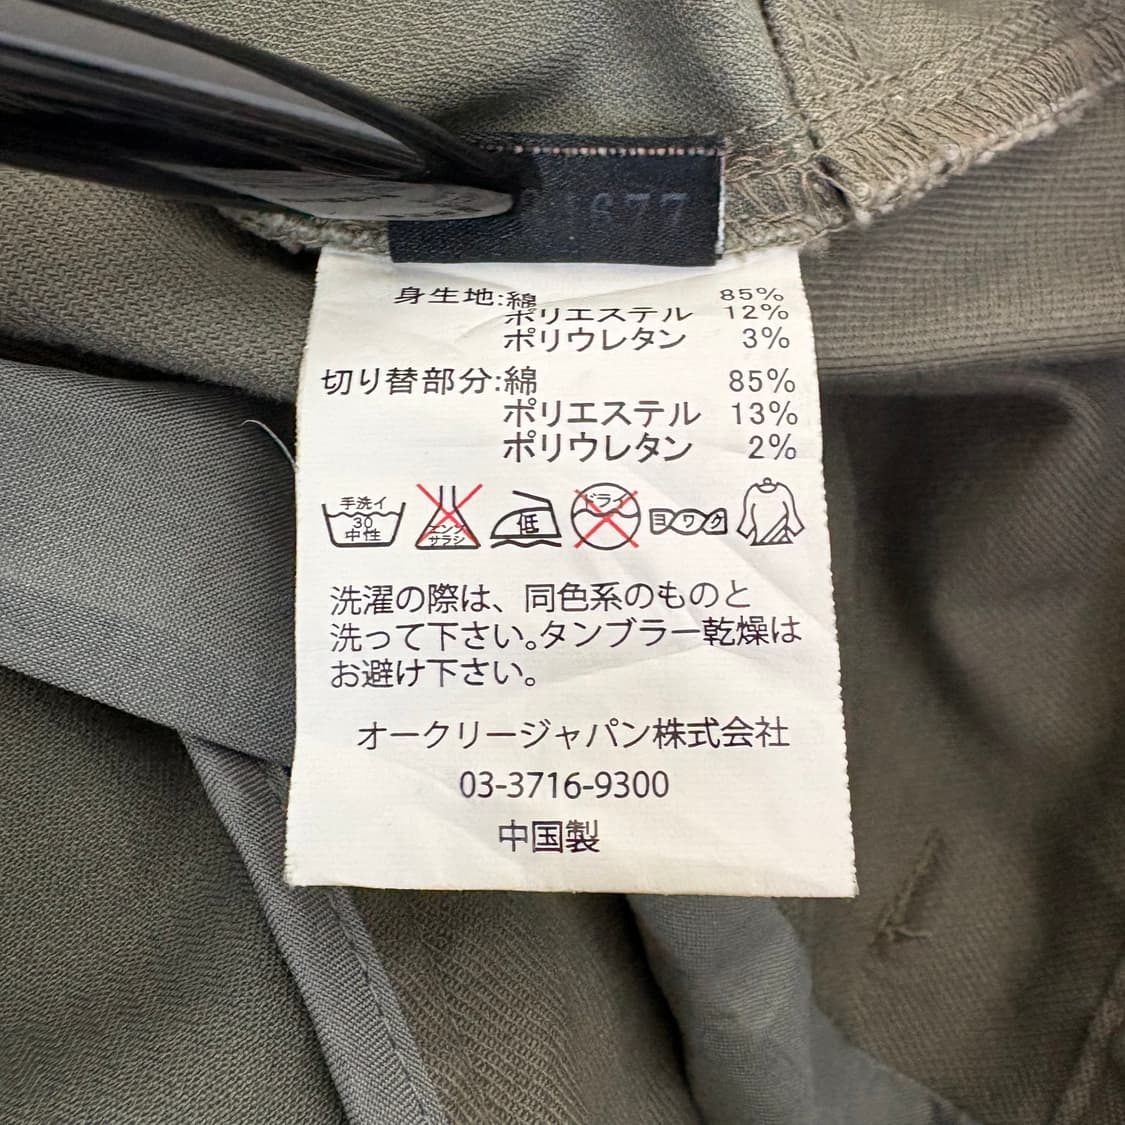 1677
身生地:綿 85%
ポリエステル 12%
ポリウレタン 3%
切り替部分:綿 85%
ポリエステル 13%
ポリウレタン 2%
手洗イ
30
中性
エンソ
サラシ
低
ドライ
ヨワク
洗濯の際は、同色系のものと
洗って下さい。タンブラー乾燥は
お避け下さい。
オークリージャパン株式会社
03-3716-9300
中国製